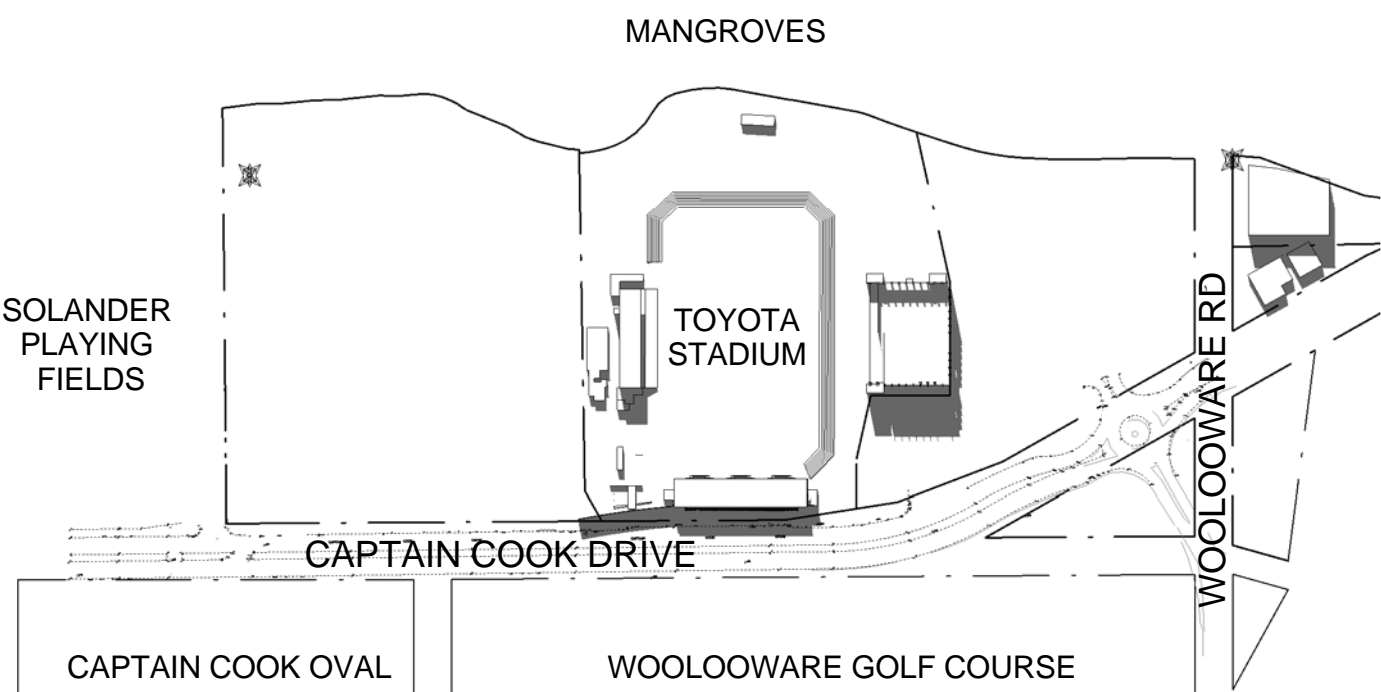 MANGROVES
SOLANDER
PLAYING
FIELDS
TOYOTA
STADIUM
WOOLOOWARE RD
CAPTAIN COOK DRIVE
CAPTAIN COOK OVAL
WOOLOOWARE GOLF COURSE